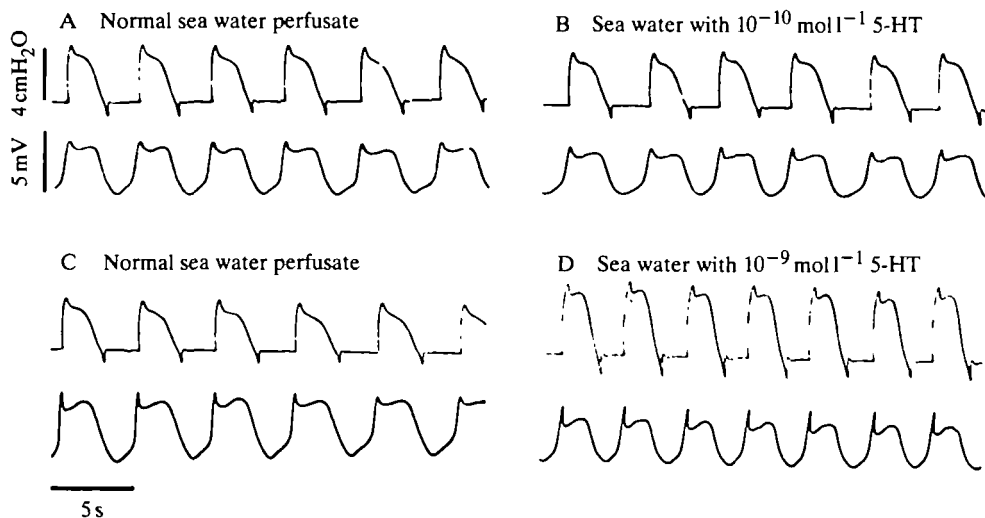 A Normal sea water perfusate
B Sea water with 10⁻¹⁰ mol l⁻¹ 5-HT
4 cmH₂O
5 mV
C Normal sea water perfusate
D Sea water with 10⁻⁹ mol l⁻¹ 5-HT
5 s